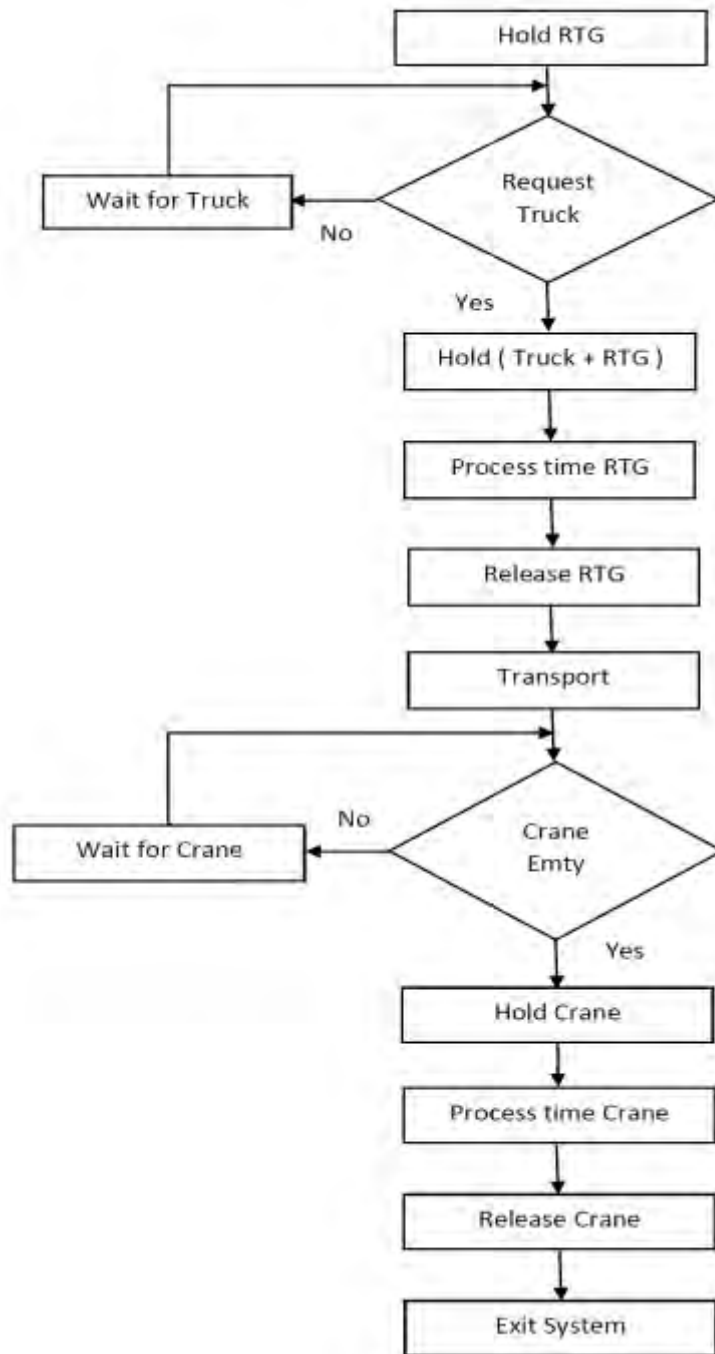 Hold RTG
Request
Truck
Wait for Truck
No
Yes
Hold ( Truck + RTG )
Process time RTG
Release RTG
Transport
No
Crane
Emty
Wait for Crane
Yes
Hold Crane
Process time Crane
Release Crane
Exit System